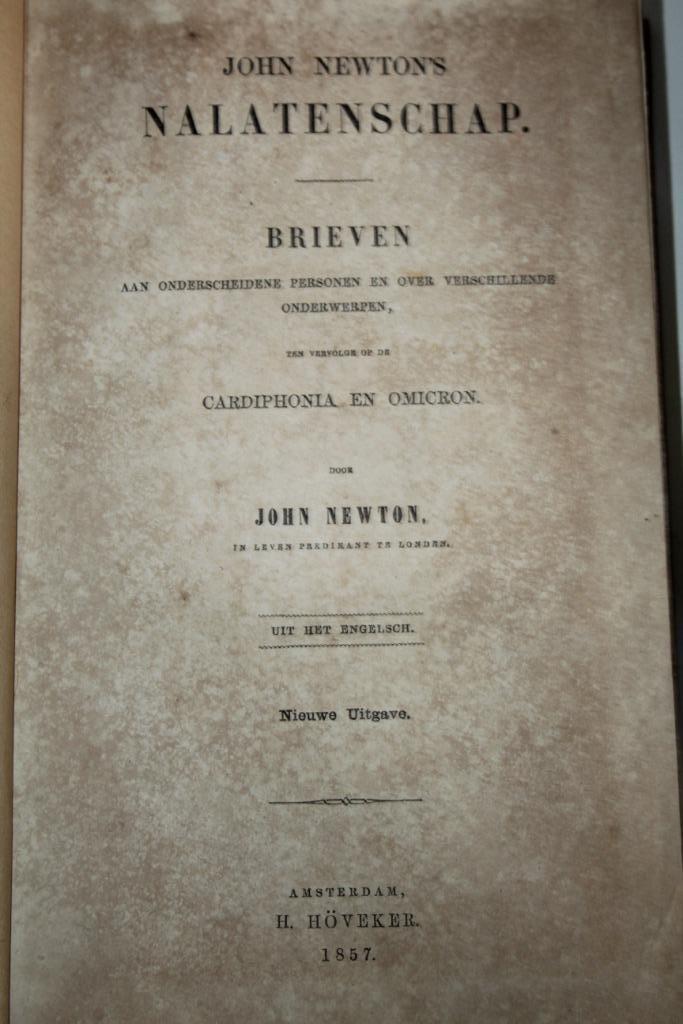 JOHN NEWTON'S
NALATENSCHAP.
BRIEVEN
AAN ONDERSCHEIDENE PERSONEN EN OVER VERSCHILLENDE
ONDERWERPEN,
TEN VERVOLGE OP DE
CARDIPHONIA EN OMICRON.
DOOR
JOHN NEWTON,
IN LEVEN PREDIKANT TE LONDEN.
UIT HET ENGELSCH.
Nieuwe Uitgave.
AMSTERDAM,
H. HÖVEKER.
1857.